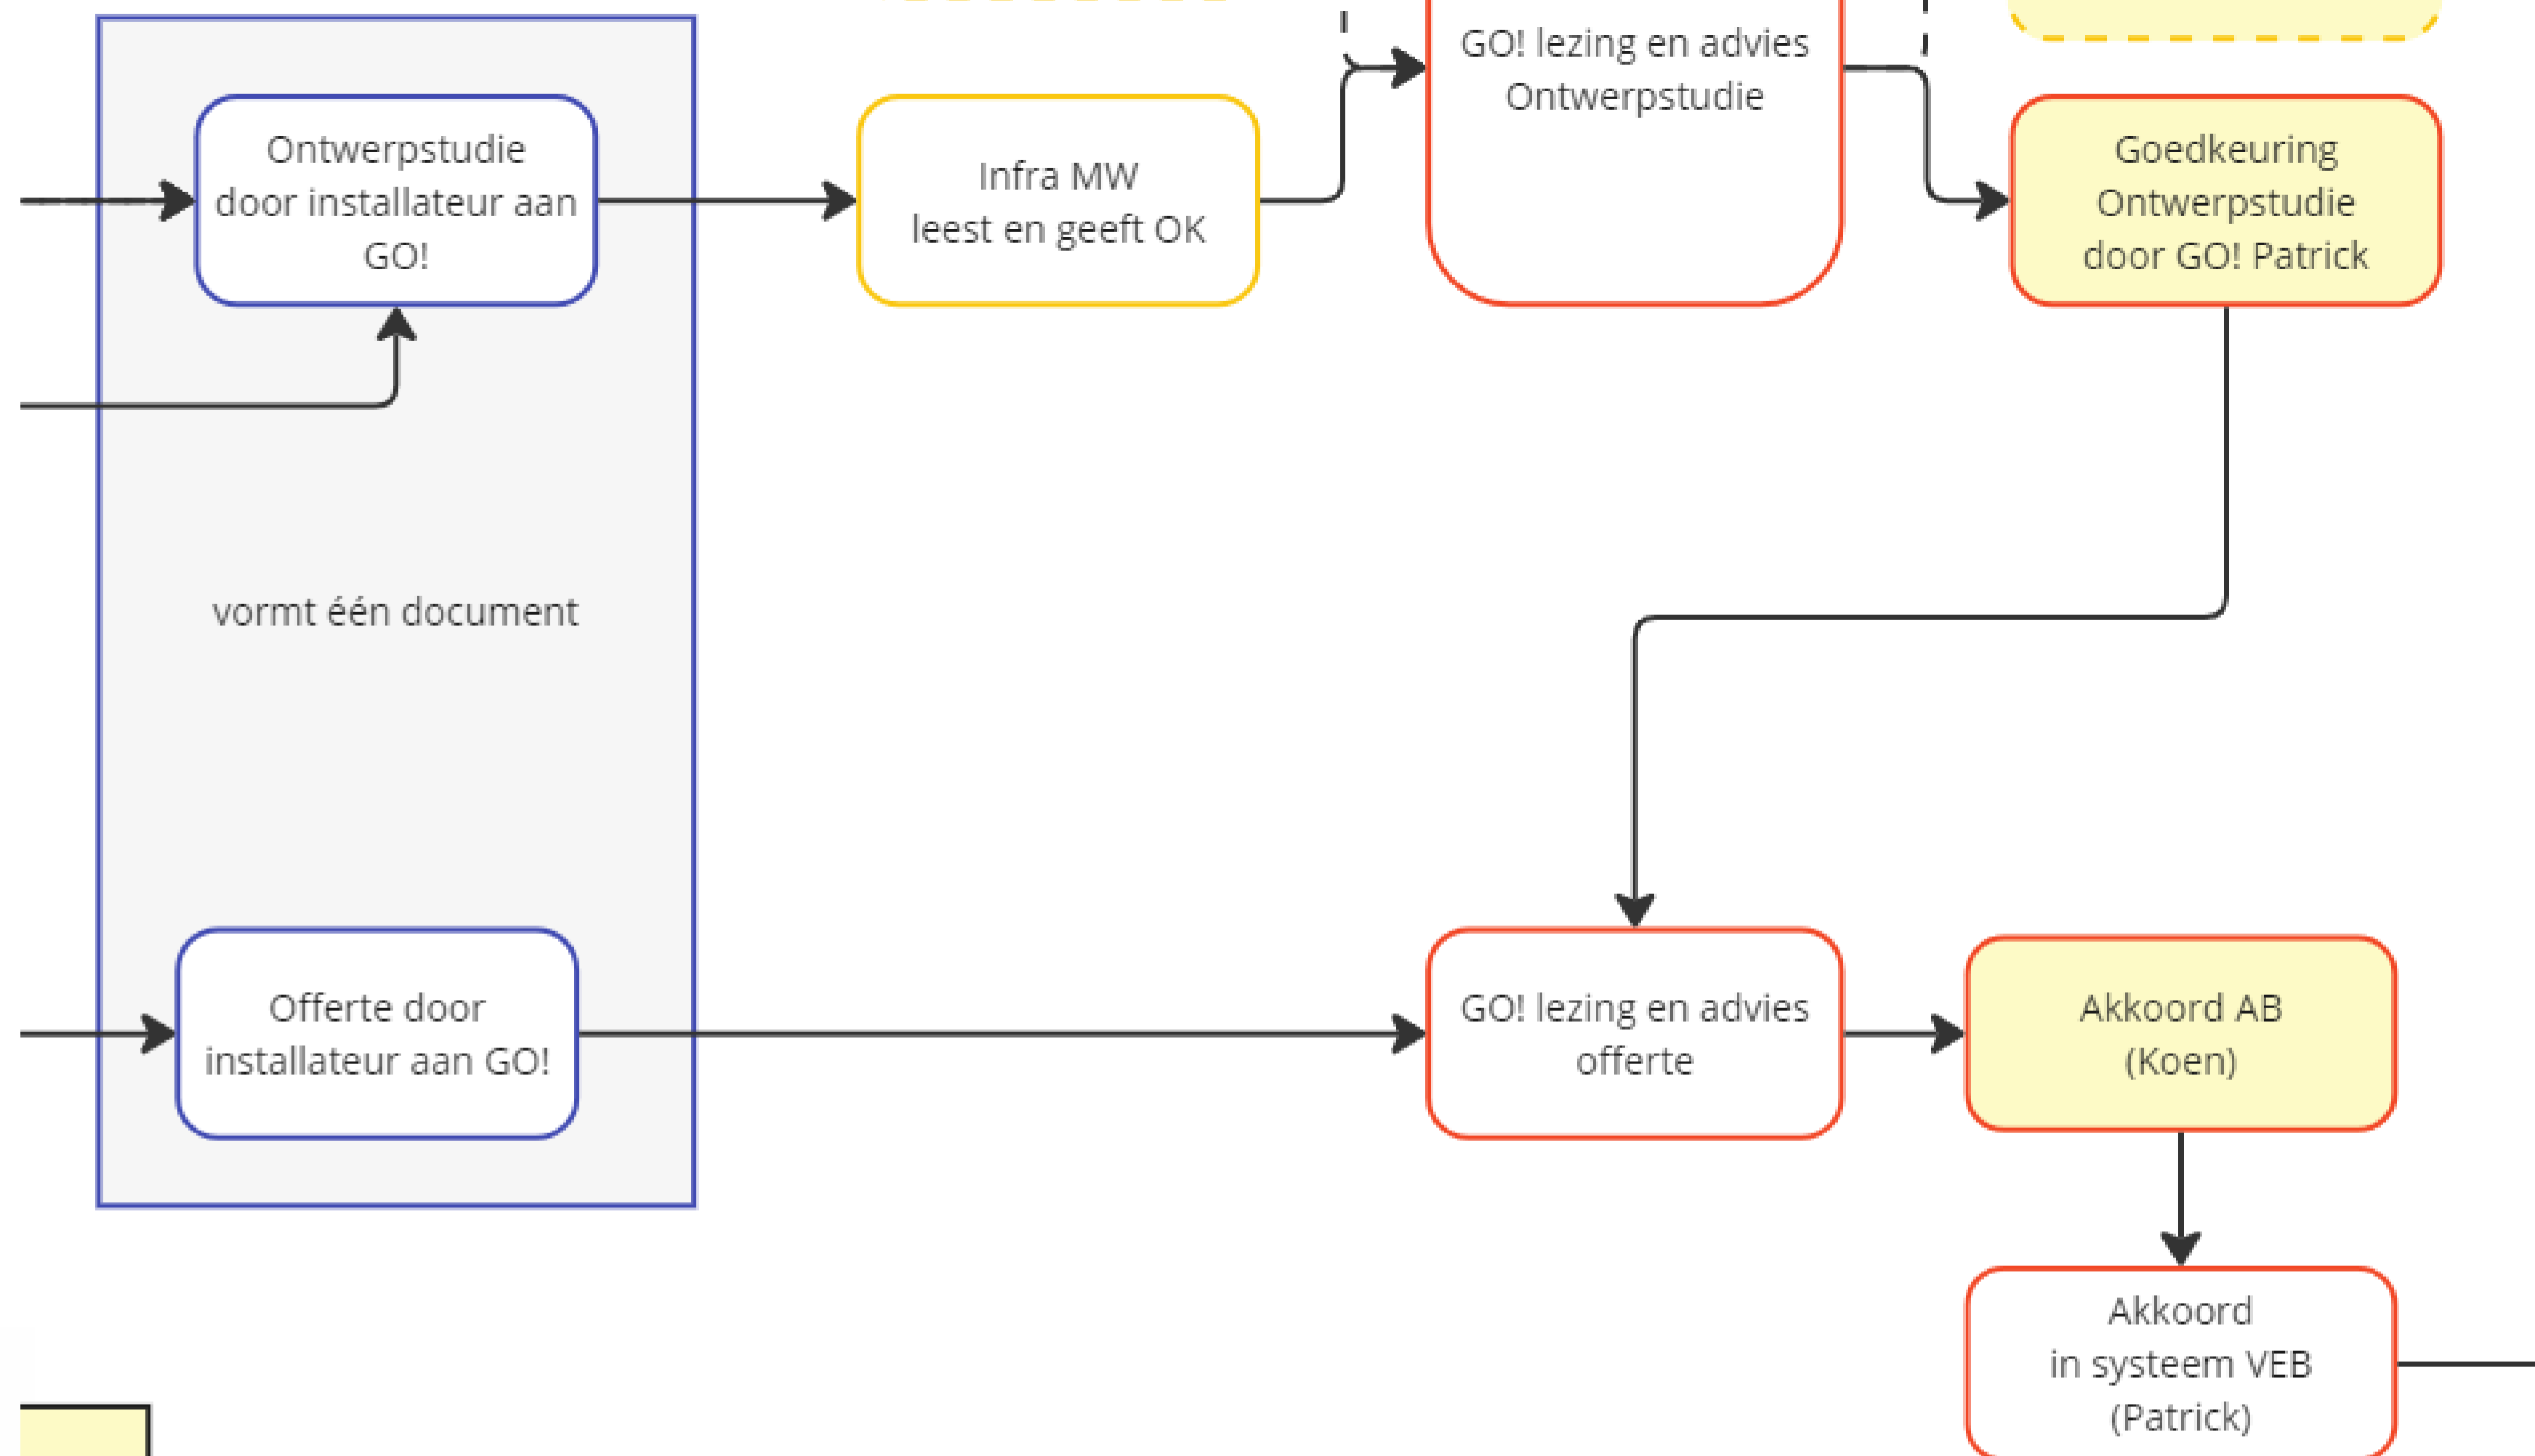 Ontwerpstudie
door installateur aan
GO!
Infra MW
leest en geeft OK
GO! lezing en advies
Ontwerpstudie
Goedkeuring
Ontwerpstudie
door GO! Patrick
vormt één document
Offerte door
installateur aan GO!
GO! lezing en advies
offerte
Akkoord AB
(Koen)
Akkoord
in systeem VEB
(Patrick)